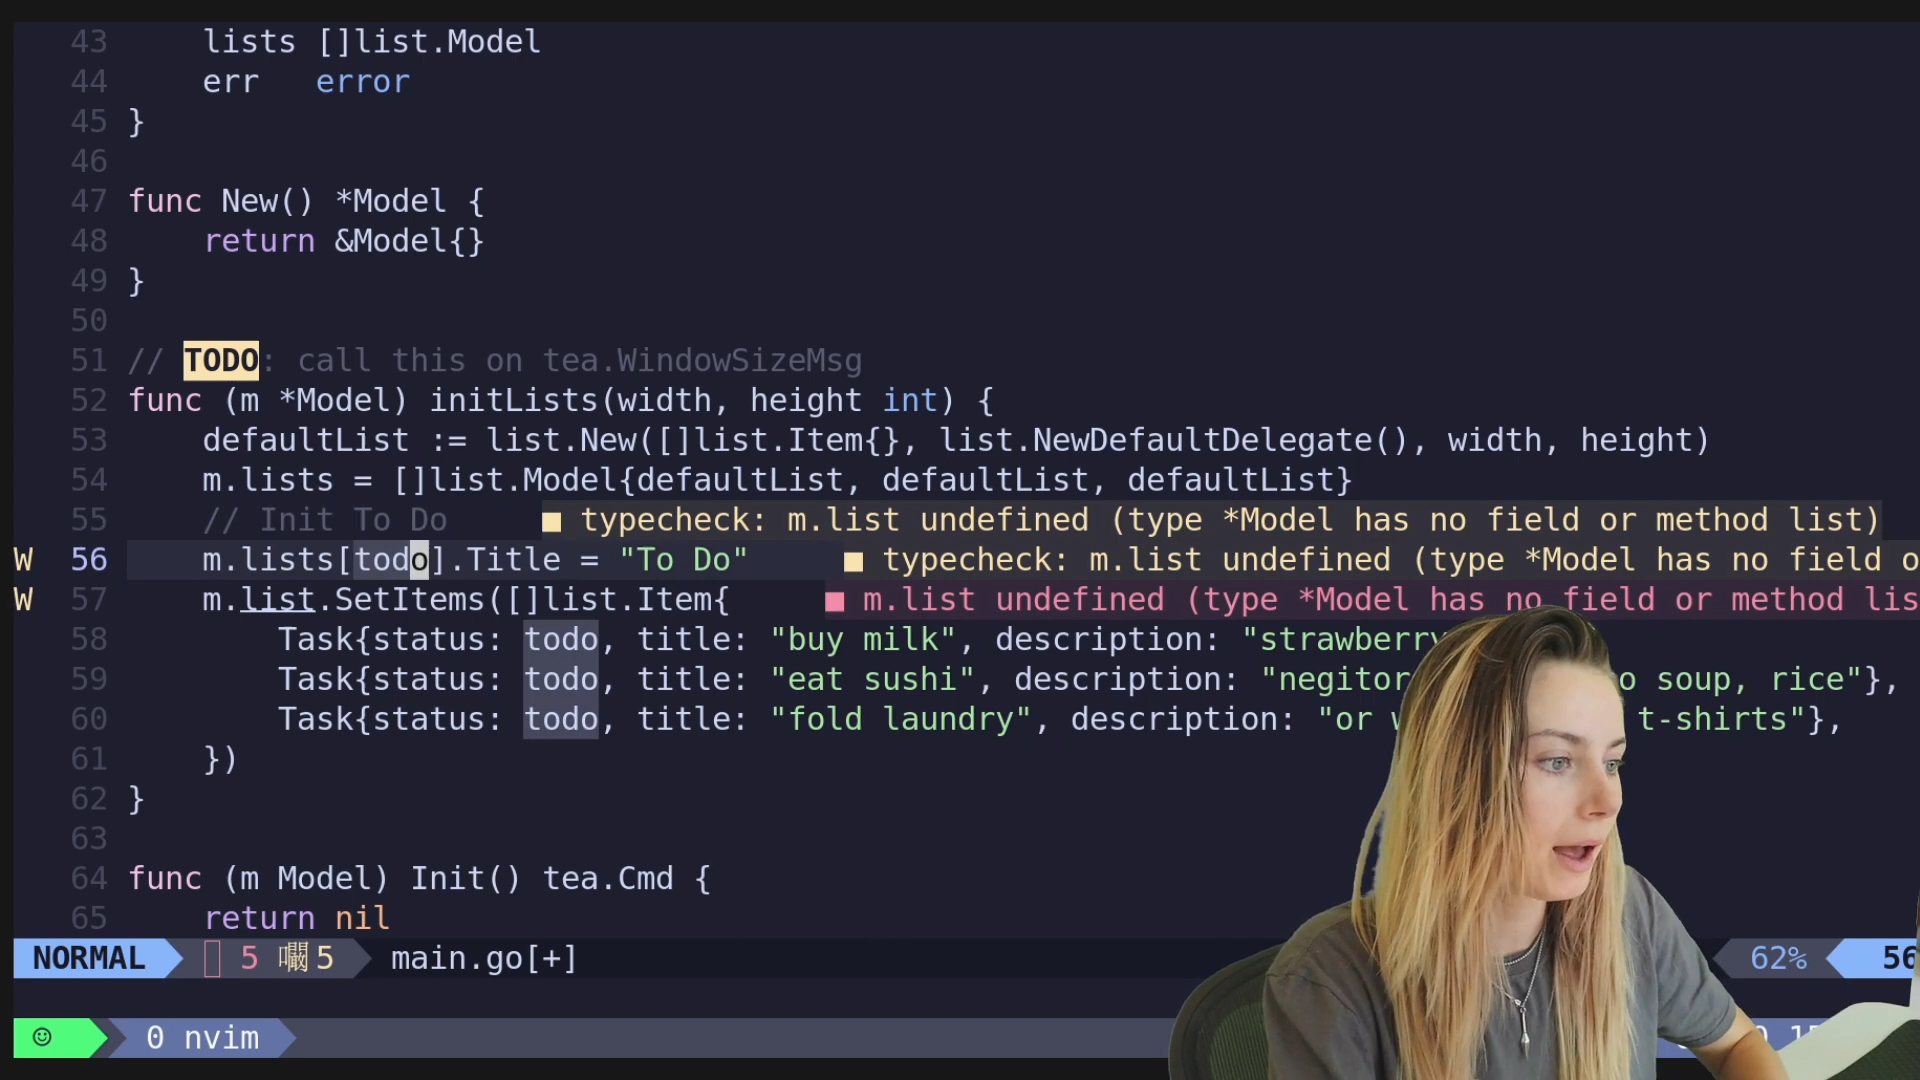 43 lists []list.Model
44 err error
45 }
46
47 func New() *Model {
48 return &Model{}
49 }
50
51 // TODO: call this on tea.WindowSizeMsg
52 func (m *Model) initLists(width, height int) {
53 defaultList := list.New([]list.Item{}, list.NewDefaultDelegate(), width, height)
54 m.lists = []list.Model{defaultList, defaultList, defaultList}
55 // Init To Do ■ typecheck: m.list undefined (type *Model has no field or method list)
W 56 m.lists[todo].Title = "To Do" ■ typecheck: m.list undefined (type *Model has no field o
W 57 m.list.SetItems([]list.Item{ ■ m.list undefined (type *Model has no field or method lis
58 Task{status: todo, title: "buy milk", description: "strawberry
59 Task{status: todo, title: "eat sushi", description: "negitor o soup, rice"},
60 Task{status: todo, title: "fold laundry", description: "or t-shirts"},
61 })
62 }
63
64 func (m Model) Init() tea.Cmd {
65 return nil
NORMAL 5 5 main.go[+] 62% 56
0 nvim